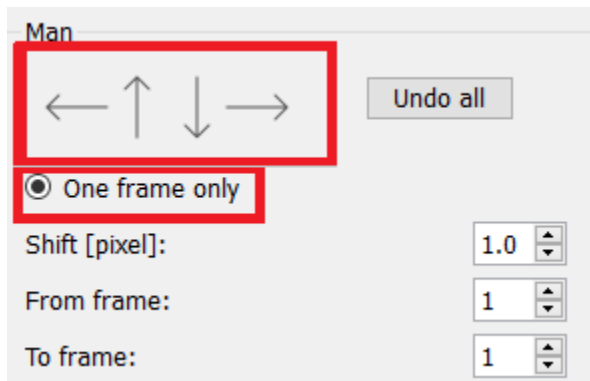 Man
Undo all
One frame only
Shift [pixel]: 1.0
From frame: 1
To frame: 1